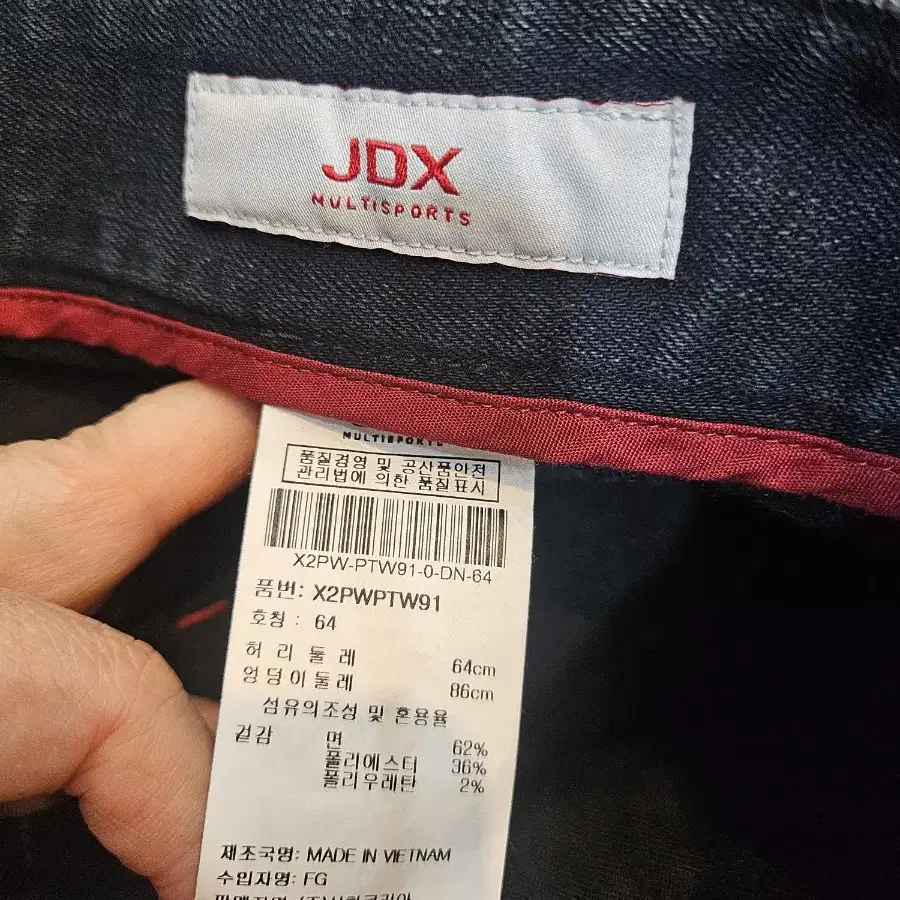 JDX
MULTISPORTS
MULTISPORTS
품질경영 및 공산품안전
관리법에 의한 품질표시
X2PW-PTW91-0-DN-64
품번: X2PWPTW91
호칭 : 64
허 리 둘 레 64cm
엉덩이둘레 86cm
섬유의조성 및 혼용율
겉감 면 62%
폴리에스터 36%
폴리우레탄 2%
제조국명: MADE IN VIETNAM
수입자명: FG